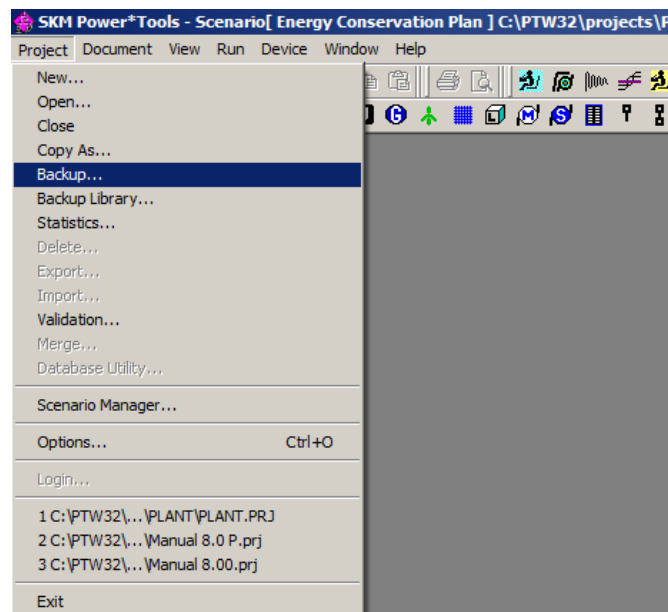 SKM Power*Tools - Scenario[ Energy Conservation Plan ] C:\PTW32\projects\
Project Document View Run Device Window Help
New...
Open...
Close
Copy As...
Backup...
Backup Library...
Statistics...
Delete...
Export...
Import...
Validation...
Merge...
Database Utility...
Scenario Manager...
Options... Ctrl+O
Login...
1 C:\PTW32\...\PLANT\PLANT.PRJ
2 C:\PTW32\...\Manual 8.0 P.prj
3 C:\PTW32\...\Manual 8.00.prj
Exit